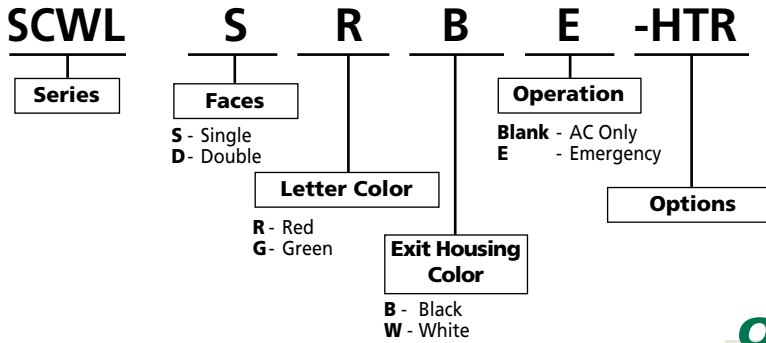 SCWL S R B E -HTR
Series
Faces
S - Single
D - Double
Letter Color
R - Red
G - Green
Exit Housing
Color
B - Black
W - White
Operation
Blank - AC Only
E - Emergency
Options